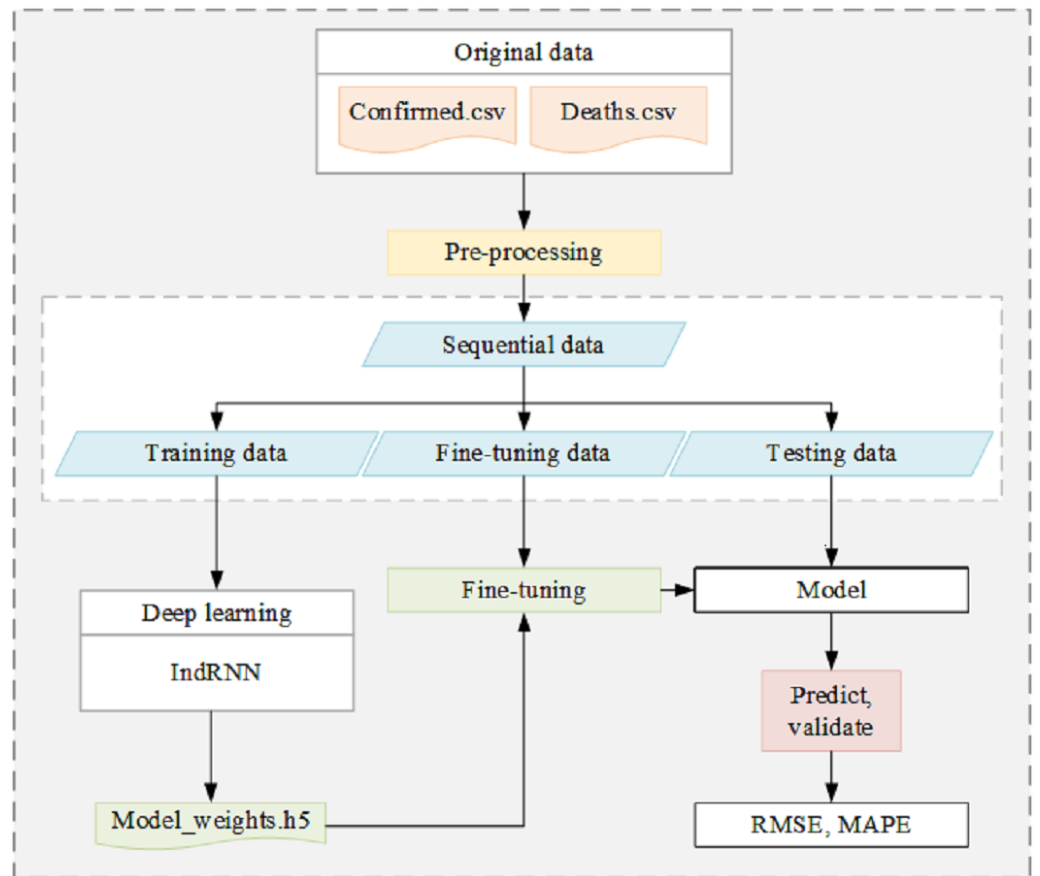 Original data
Confirmed.csv
Deaths.csv
Pre-processing
Sequential data
Training data
Fine-tuning data
Testing data
Fine-tuning
Model
Deep learning
IndRNN
Predict,
validate
Model_weights.h5
RMSE, MAPE